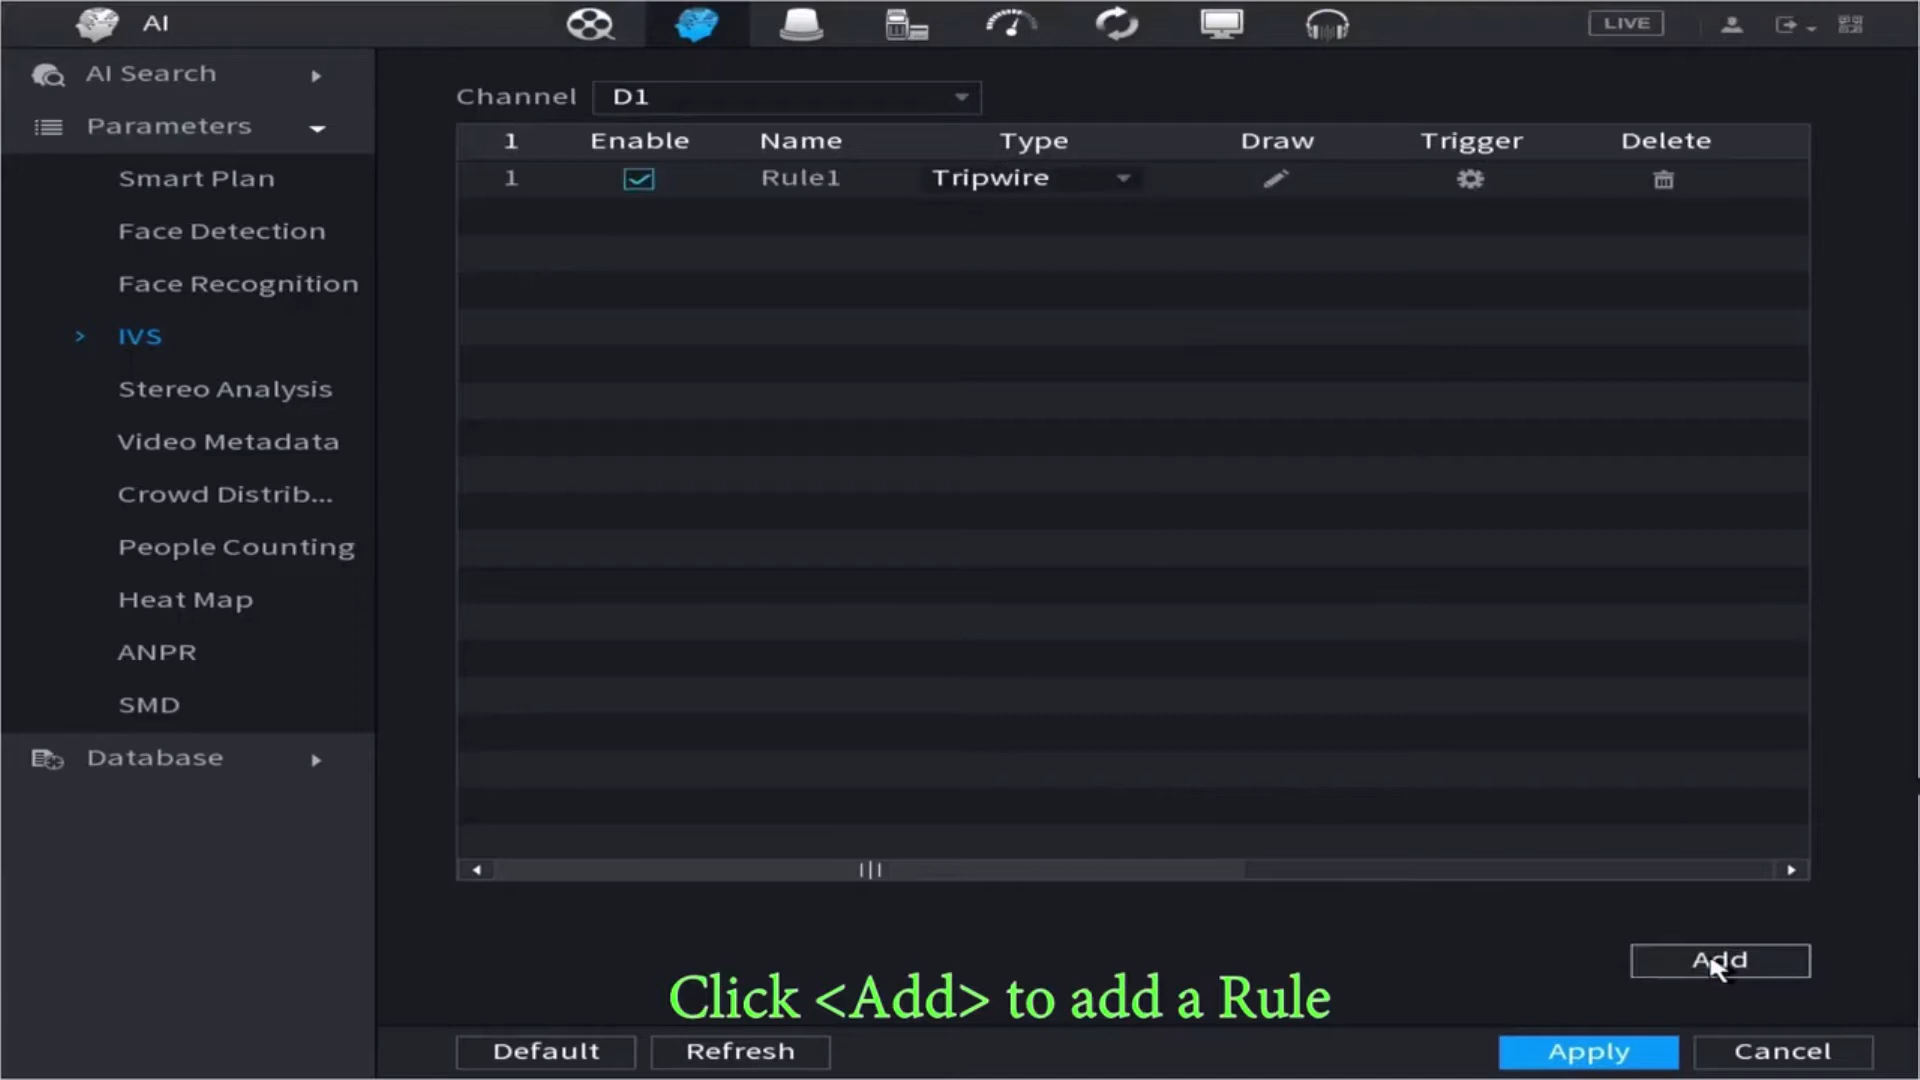 AI
LIVE
AI Search
Parameters
Smart Plan
Face Detection
Face Recognition
> IVS
Stereo Analysis
Video Metadata
Crowd Distrib...
People Counting
Heat Map
ANPR
SMD
Database
Channel D1
1 Enable Name Type Draw Trigger Delete
1 Rule1 Tripwire
Add
Click <Add> to add a Rule
Default Refresh Apply Cancel